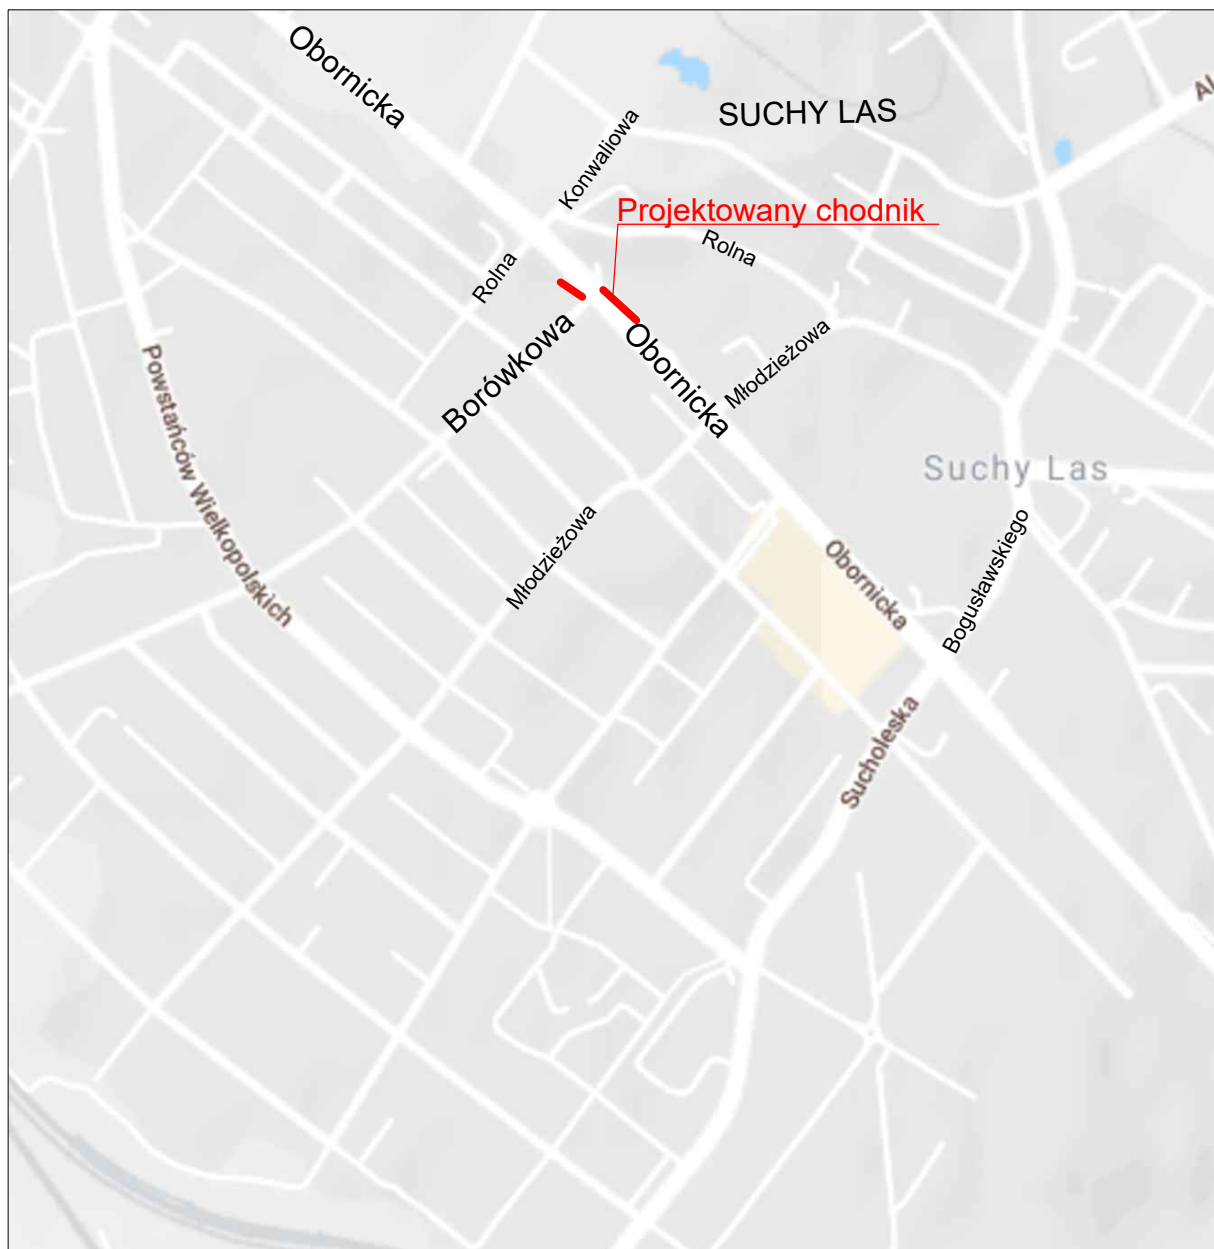 Obornicka
SUCHY LAS
Al
Konwaliowa
Projektowany chodnik
Rolna
Rolna
Borówkowa
Obornicka
Młodzieżowa
Powstańców Wielkopolskich
Suchy Las
Młodzieżowa
Obornicka
Bogusławskiego
Sucholeska